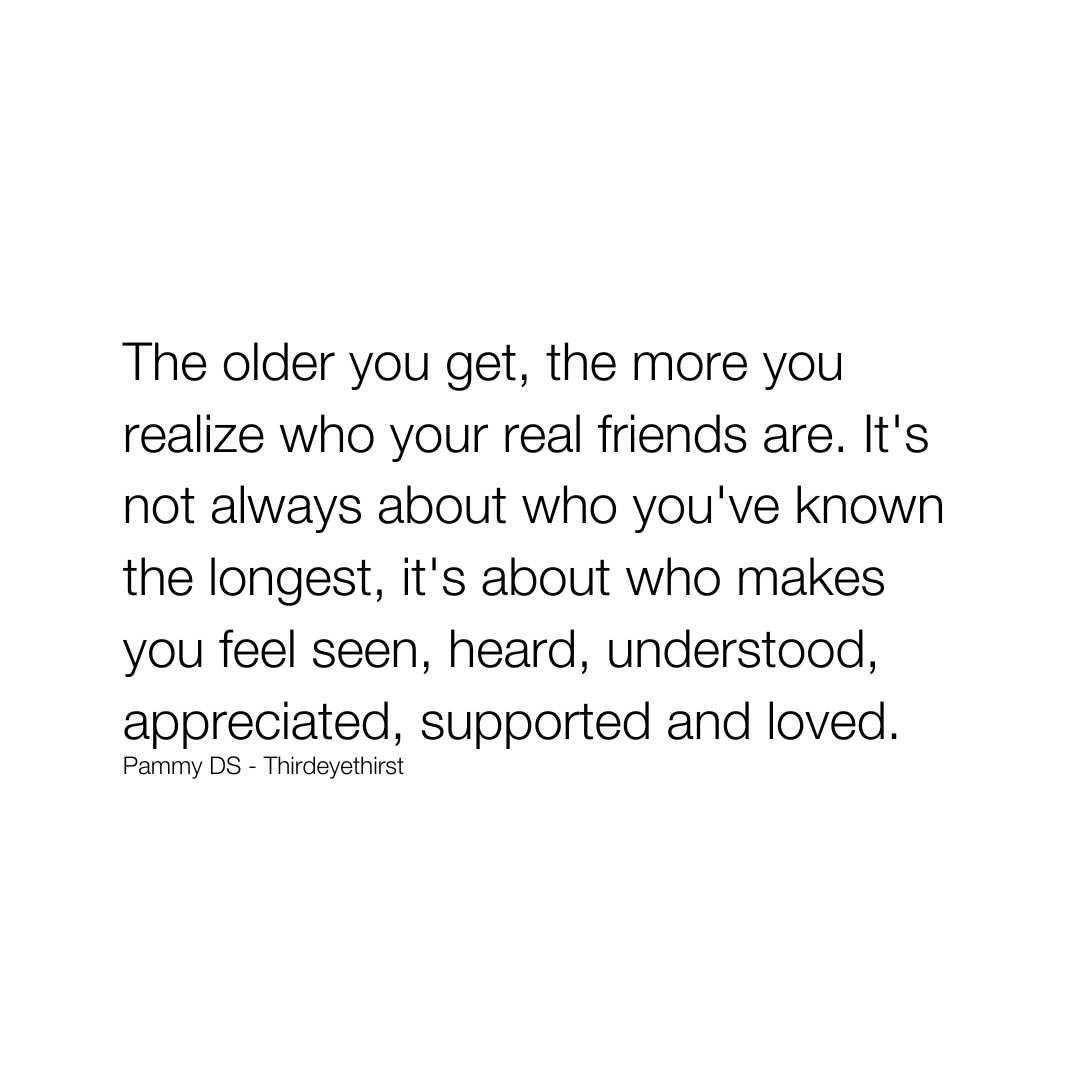 The older you get, the more you
realize who your real friends are. It's
not always about who you've known
the longest, it's about who makes
you feel seen, heard, understood,
appreciated, supported and loved.
Pammy DS - Thirdeyethirst